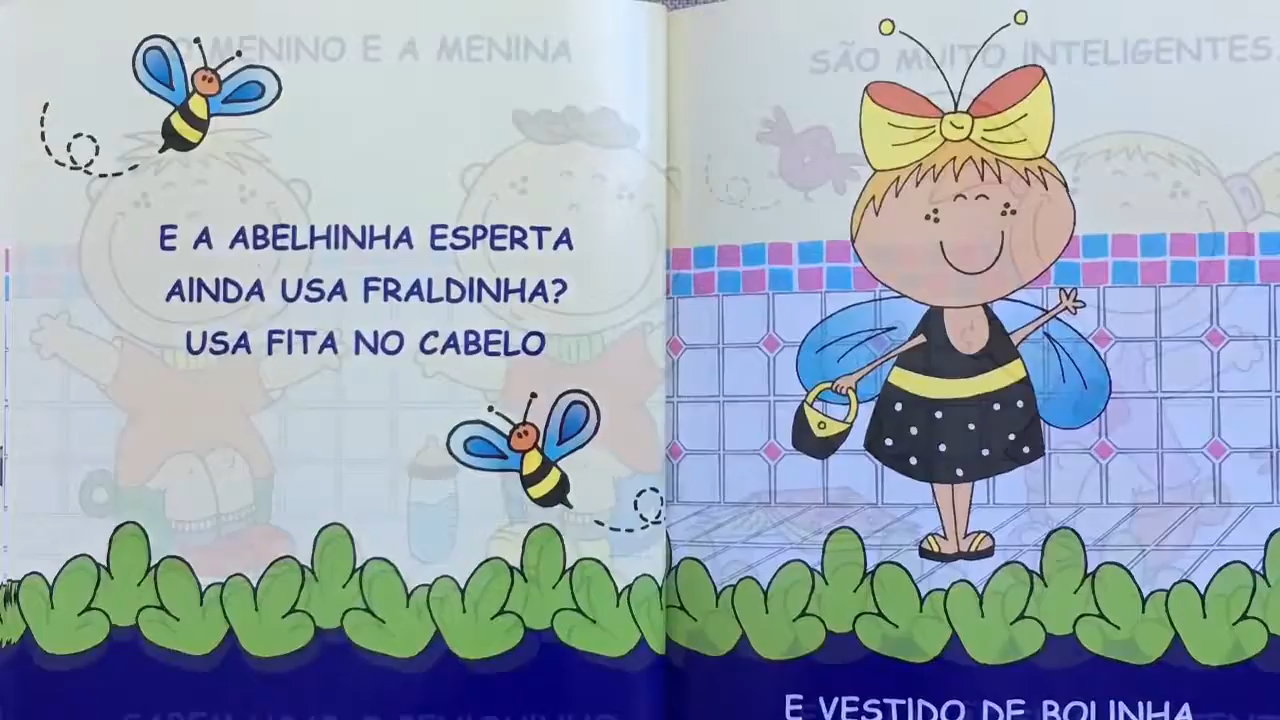 O MENINO E A MENINA
E A ABELHINHA ESPERTA
AINDA USA FRALDINHA?
USA FITA NO CABELO
SÃO MUITO INTELIGENTES.
E VESTIDO DE BOLINHA